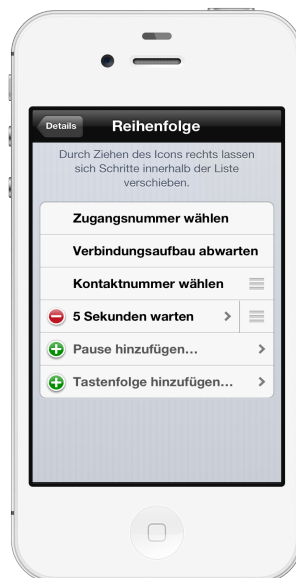 Details
Reihenfolge
Durch Ziehen des Icons rechts lassen
sich Schritte innerhalb der Liste
verschieben.
Zugangsnummer wählen
Verbindungsaufbau abwarten
Kontaktnummer wählen
5 Sekunden warten
Pause hinzufügen...
Tastenfolge hinzufügen...